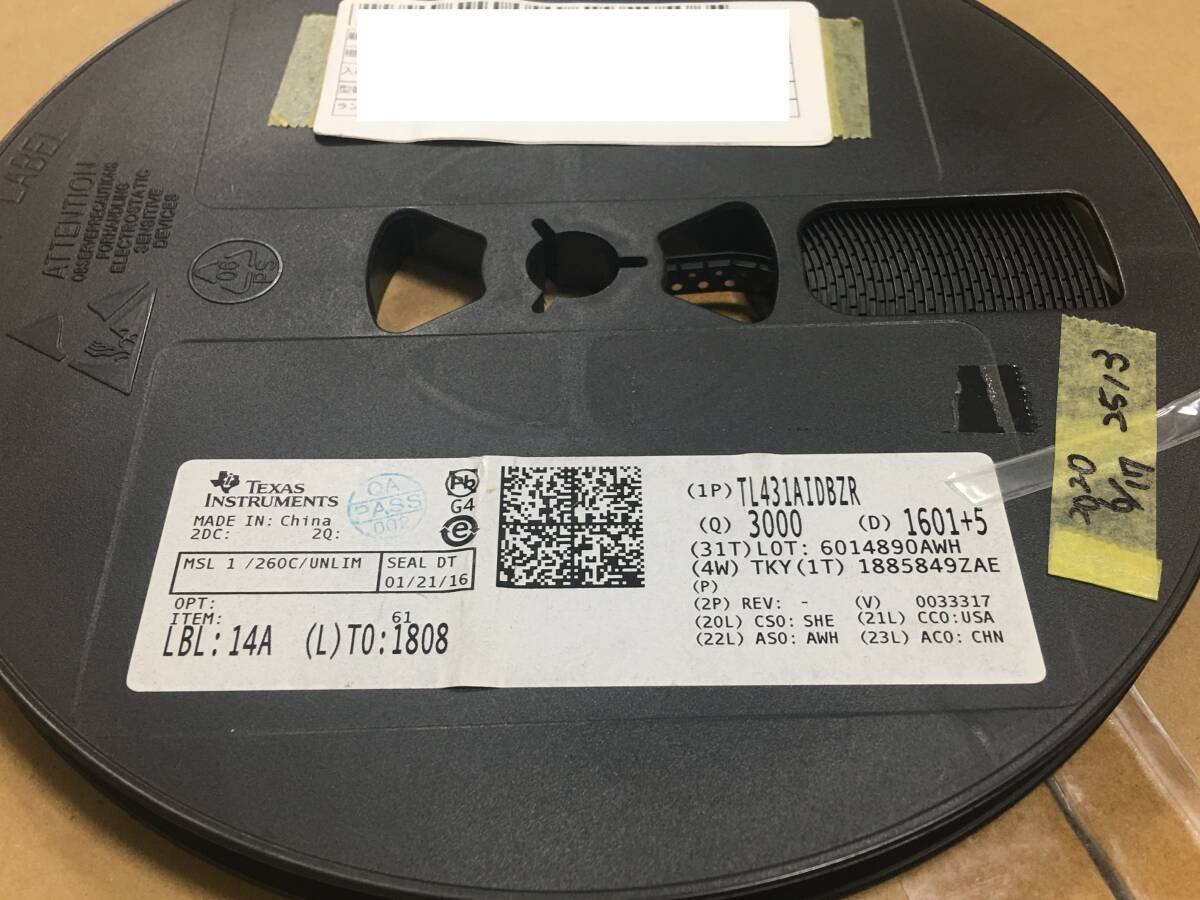 LABEL
ATTENTION
OBSERVE PRECAUTIONS
FOR HANDLING
ELECTROSTATIC
SENSITIVE
DEVICES
06
PS
TEXAS
INSTRUMENTS
MADE IN: China
2DC: 2Q:
QA
PASS
002
Pb
G4
e
MSL 1 /260C/UNLIM
SEAL DT
01/21/16
OPT:
ITEM: 61
LBL: 14A (L)TO:1808
(1P) TL431AIDBZR
(Q) 3000 (D) 1601+5
(31T)LOT: 6014890AWH
(4W) TKY(1T) 1885849ZAE
(P)
(2P) REV: - (V) 0033317
(20L) CSO: SHE (21L) CCO:USA
(22L) ASO: AWH (23L) ACO: CHN
2020 2513
6/17